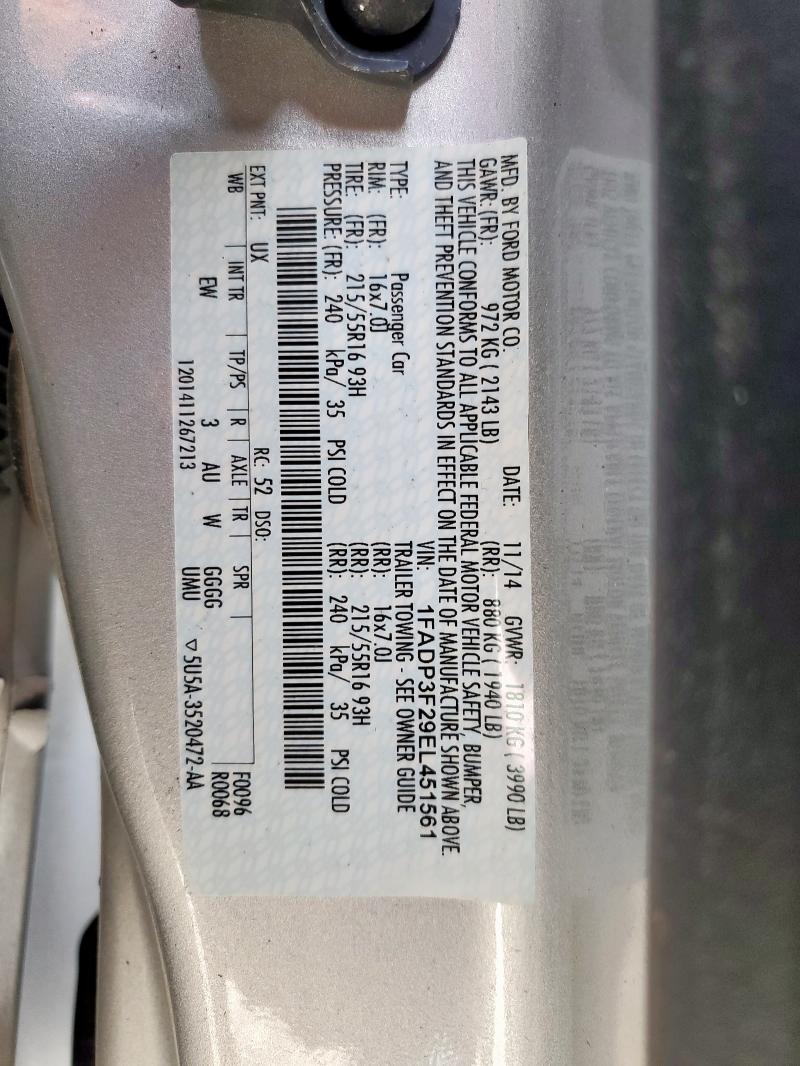 MFD. BY FORD MOTOR CO. DATE: 11/14 GVWR: 1810 KG ( 3990 LB)
GAWR: (FR): 972 KG ( 2143 LB) (RR): 880 KG ( 1940 LB)
THIS VEHICLE CONFORMS TO ALL APPLICABLE FEDERAL MOTOR VEHICLE SAFETY, BUMPER,
AND THEFT PREVENTION STANDARDS IN EFFECT ON THE DATE OF MANUFACTURE SHOWN ABOVE.
VIN: 1FADP3F29EL451561
TYPE: Passenger Car TRAILER TOWING - SEE OWNER GUIDE
RIM: (FR): 16x7.0J (RR): 16x7.0J
TIRE: (FR): 215/55R16 93H (RR): 215/55R16 93H
PRESSURE: (FR): 240 kPa/ 35 PSI COLD (RR): 240 kPa/ 35 PSI COLD
EXT PNT: UX RC: 52 DSO: F0096
WB INT TR TP/PS R AXLE TR SPR R0068
EW 3 AU W GGGG
1201411267213 UMU ▽ 5U5A-3520472-AA